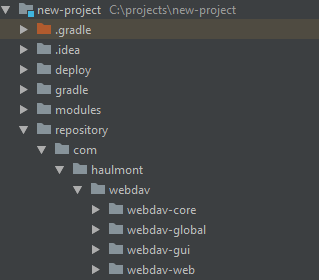 new-project C:\projects\new-project
.gradle
.idea
deploy
gradle
modules
repository
com
haulmont
webdav
webdav-core
webdav-global
webdav-gui
webdav-web